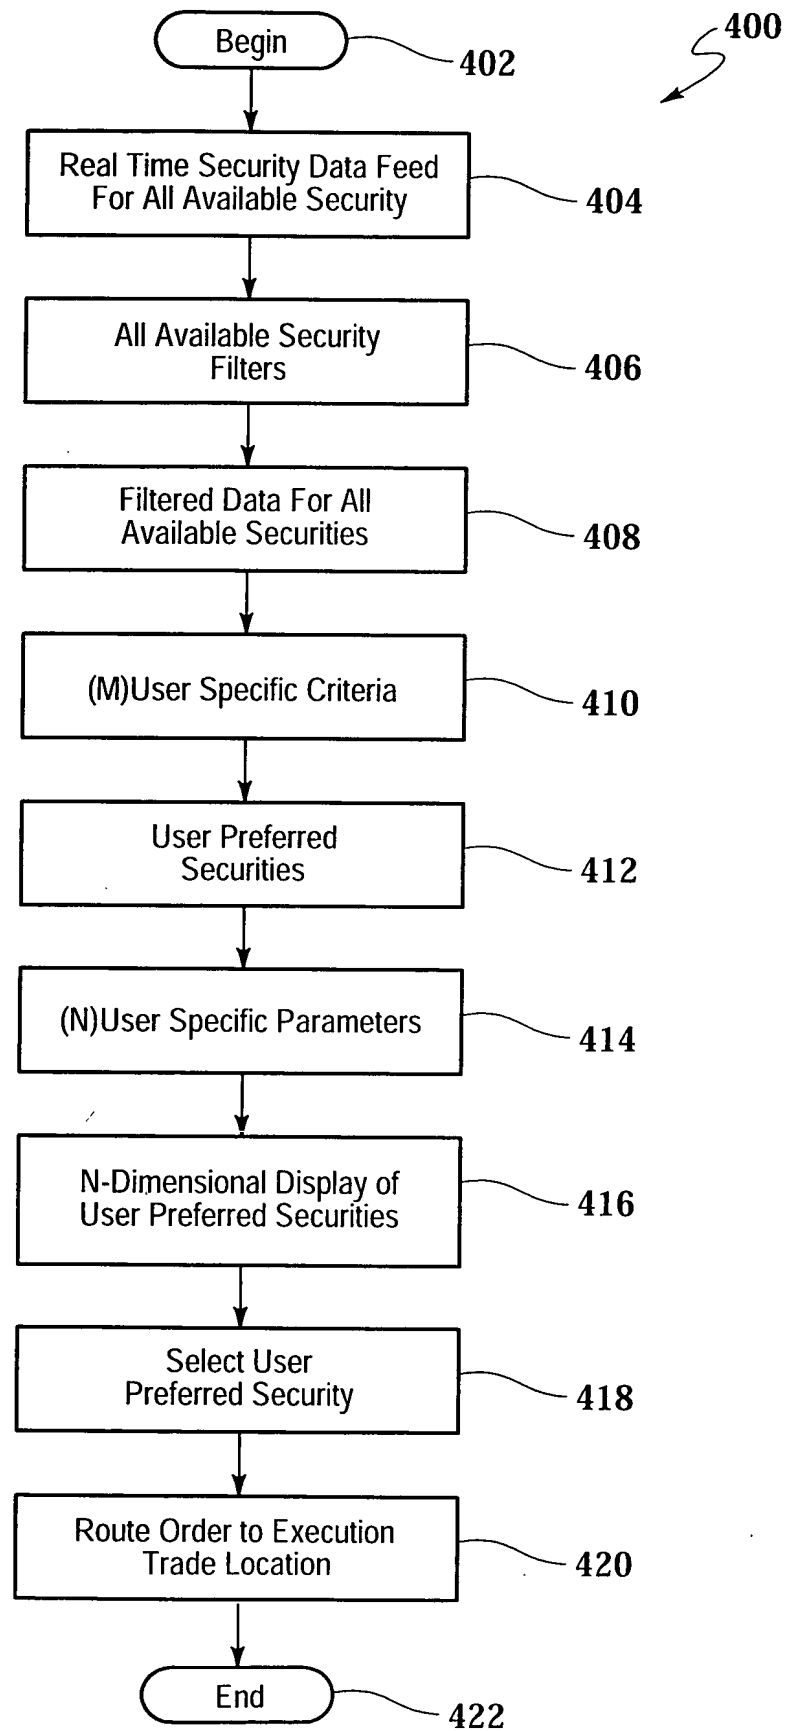 400
Begin
402
Real Time Security Data Feed
For All Available Security
404
All Available Security
Filters
406
Filtered Data For All
Available Securities
408
(M)User Specific Criteria
410
User Preferred
Securities
412
(N)User Specific Parameters
414
N-Dimensional Display of
User Preferred Securities
416
Select User
Preferred Security
418
Route Order to Execution
Trade Location
420
End
422